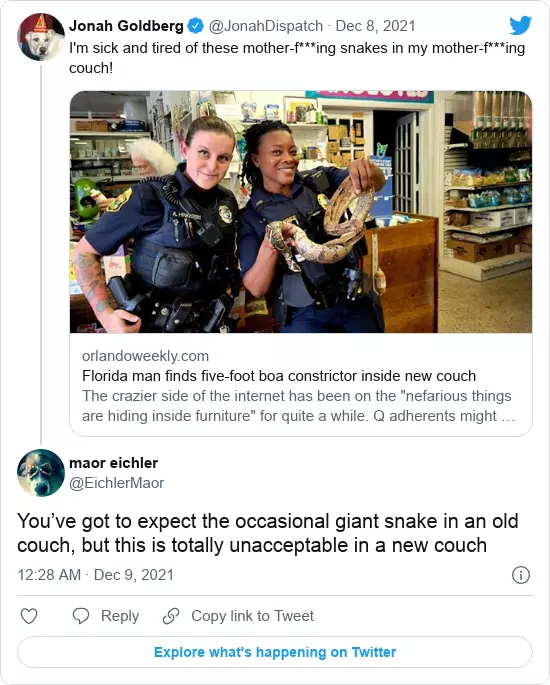 Jonah Goldberg @JonahDispatch · Dec 8, 2021
I'm sick and tired of these mother-f***ing snakes in my mother-f***ing
couch!
orlandoweekly.com
Florida man finds five-foot boa constrictor inside new couch
The crazier side of the internet has been on the "nefarious things
are hiding inside furniture" for quite a while. Q adherents might …
maor eichler
@EichlerMaor
You’ve got to expect the occasional giant snake in an old
couch, but this is totally unacceptable in a new couch
12:28 AM · Dec 9, 2021
Reply Copy link to Tweet
Explore what's happening on Twitter